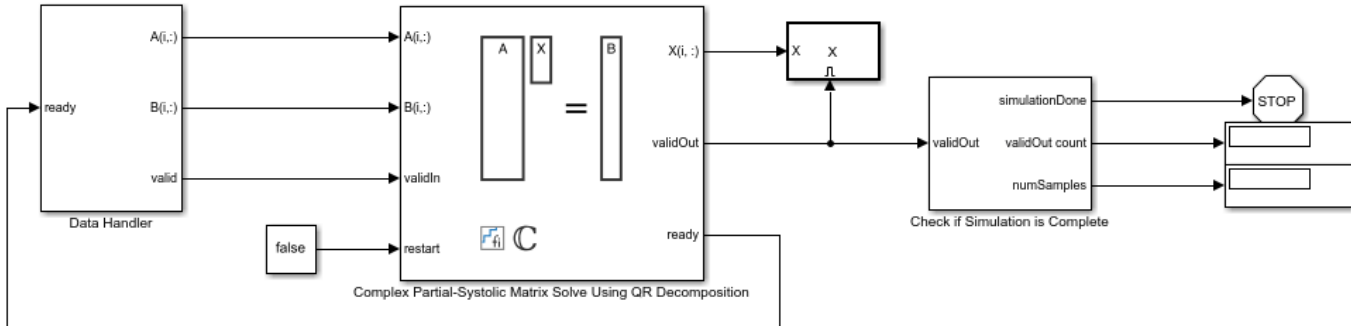 ready
A(i,:)
B(i,:)
valid
Data Handler
false
A(i,:)
B(i,:)
validIn
restart
A
X
=
B
fi ℂ
X(i, :)
validOut
ready
Complex Partial-Systolic Matrix Solve Using QR Decomposition
X
X
validOut
simulationDone
validOut count
numSamples
Check if Simulation is Complete
STOP